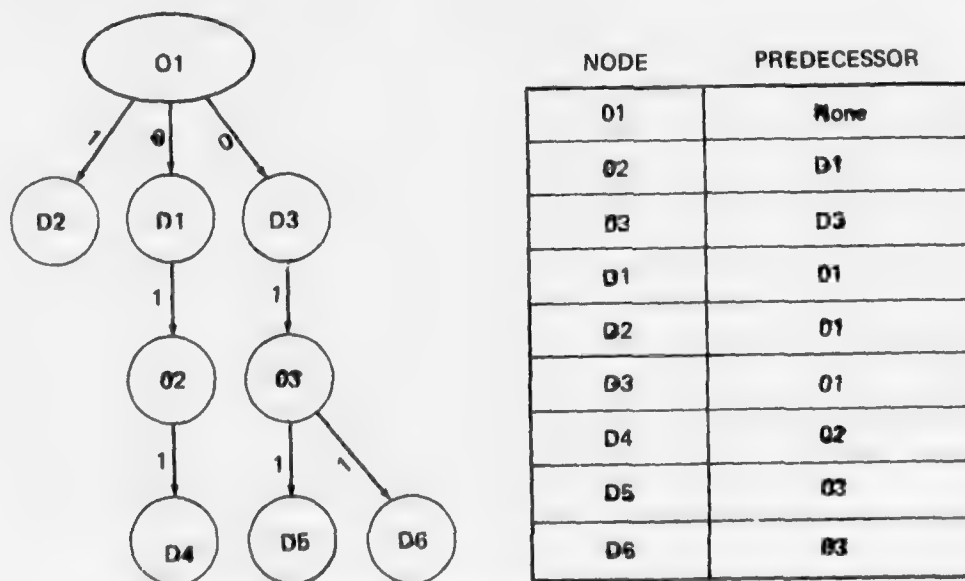 O1
1
0
0
D2
D1
D3
1
1
O2
O3
1
1
1
D4
D5
D6
NODE PREDECESSOR
O1 None
O2 D1
O3 D3
D1 O1
D2 O1
D3 O1
D4 O2
D5 O3
D6 O3